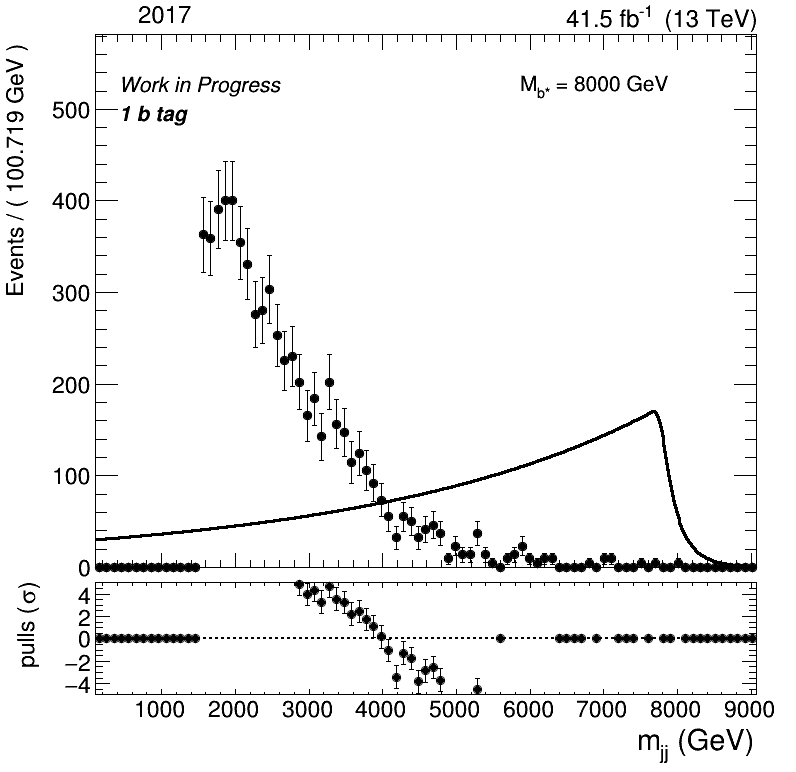 2017 41.5 fb⁻¹ (13 TeV)
Work in Progress
1 b tag
M_b* = 8000 GeV
Events / ( 100.719 GeV )
500
400
300
200
100
0
pulls (σ)
4
2
0
−2
−4
1000 2000 3000 4000 5000 6000 7000 8000 9000
m_jj (GeV)